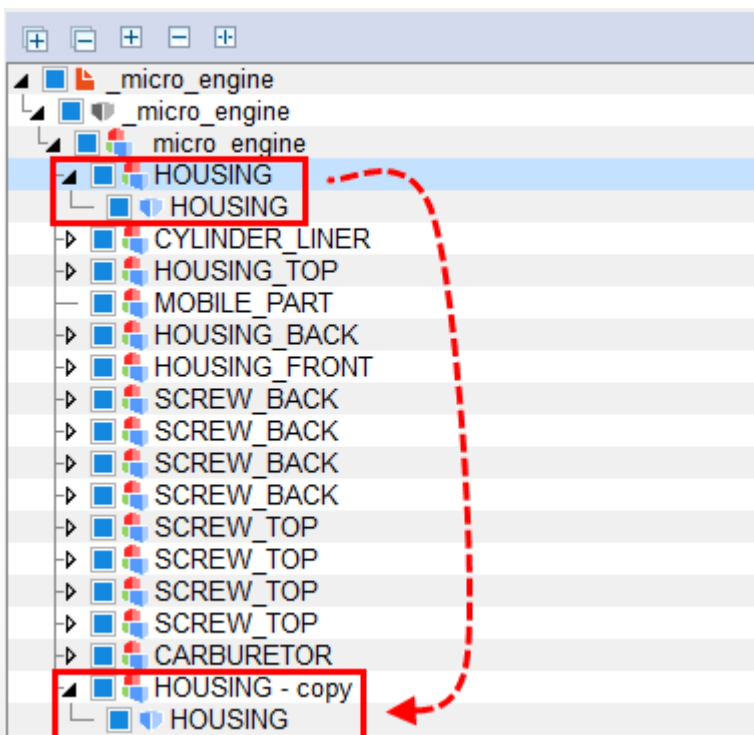 _micro_engine
_micro_engine
_micro_engine
HOUSING
HOUSING
CYLINDER_LINER
HOUSING_TOP
MOBILE_PART
HOUSING_BACK
HOUSING_FRONT
SCREW_BACK
SCREW_BACK
SCREW_BACK
SCREW_BACK
SCREW_TOP
SCREW_TOP
SCREW_TOP
SCREW_TOP
CARBURETOR
HOUSING - copy
HOUSING